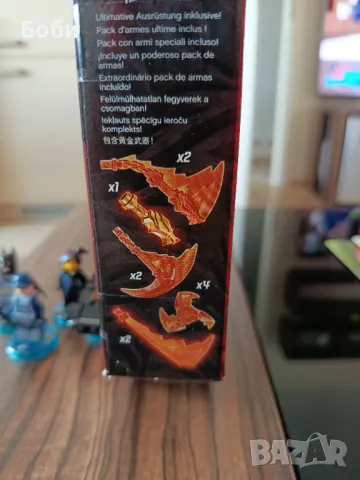 Боби
Ultimative Ausrüstung inklusive!
Pack d'armes ultime inclus !
Pack con armi speciali incluso!
¡Incluye un poderoso pack de
armas!
Extraordinário pack de armas
incluído!
Felülmúlhatatlan fegyverek a
csomagban!
Iekļauts spēcīgu ieroču
komplekts!
包含黄金武器！
x2
x1
x2
x4
x2
BAZAR